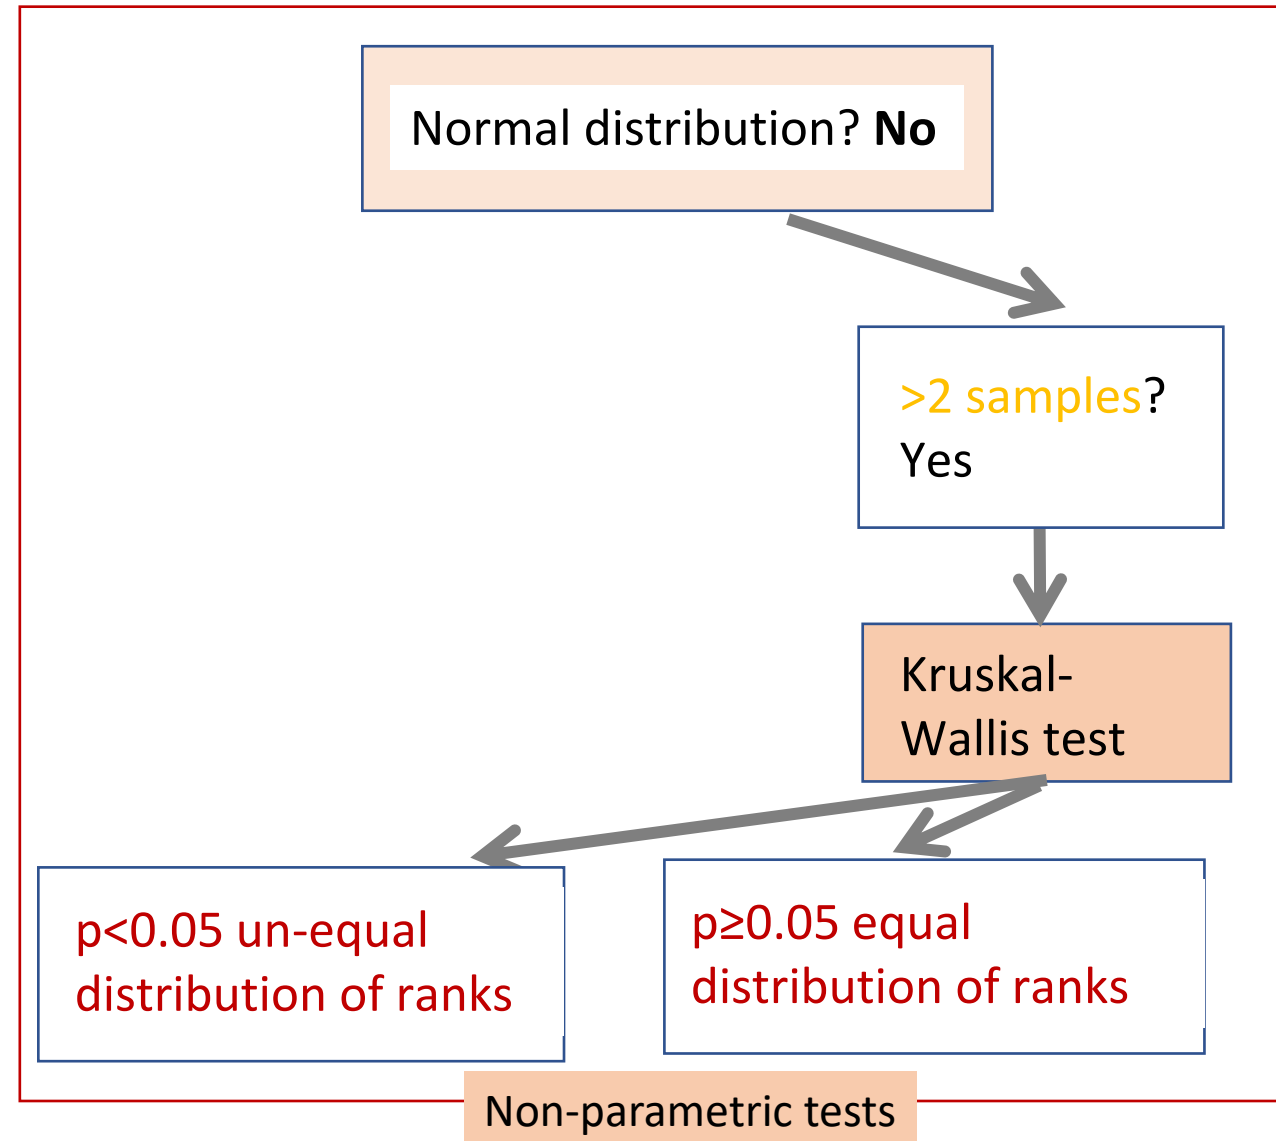 Normal distribution? No
>2 samples?
Yes
Kruskal-
Wallis test
p<0.05 un-equal
distribution of ranks
p≥0.05 equal
distribution of ranks
Non-parametric tests